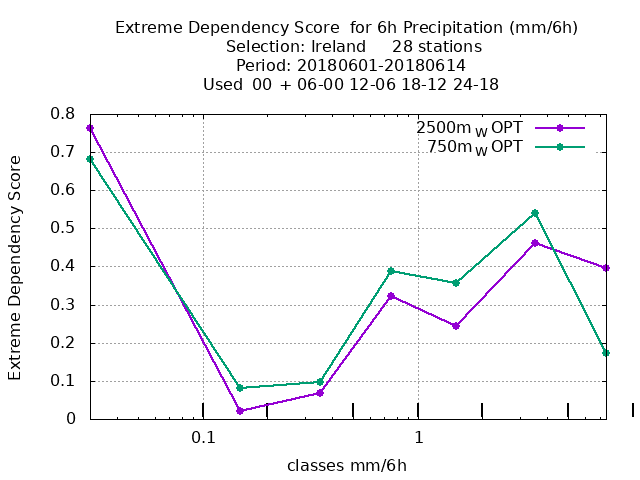 Extreme Dependency Score  for 6h Precipitation (mm/6h)
Selection: Ireland     28 stations
Period: 20180601-20180614
Used  00  + 06-00 12-06 18-12 24-18
2500m W OPT
750m W OPT
Extreme Dependency Score
0.8
0.7
0.6
0.5
0.4
0.3
0.2
0.1
0
0.1
1
classes mm/6h